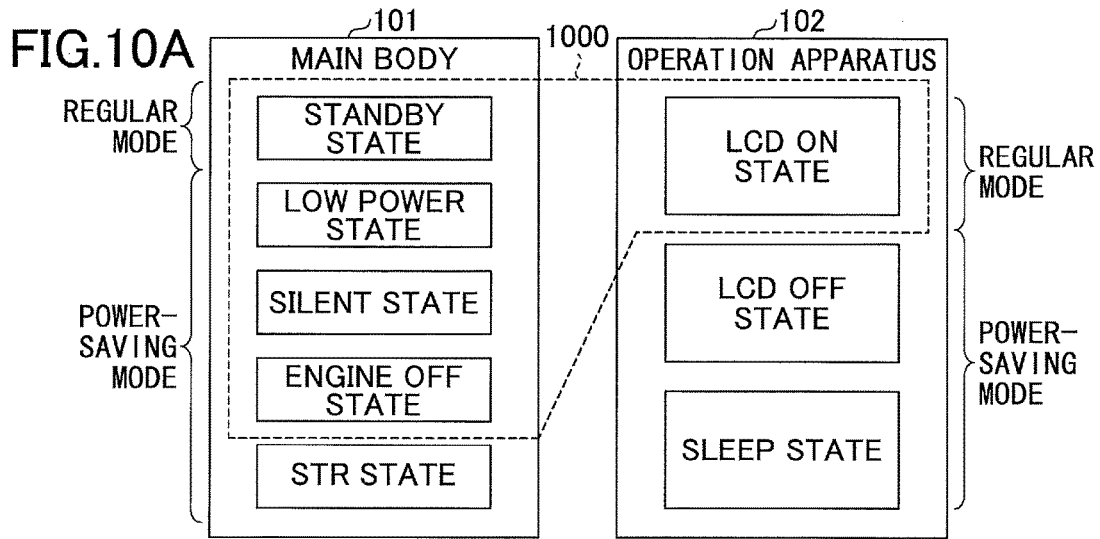 FIG.10A
101
MAIN BODY
1000
102
OPERATION APPARATUS
REGULAR
MODE
STANDBY
STATE
LOW POWER
STATE
SILENT STATE
ENGINE OFF
STATE
STR STATE
POWER-
SAVING
MODE
LCD ON
STATE
LCD OFF
STATE
SLEEP STATE
REGULAR
MODE
POWER-
SAVING
MODE